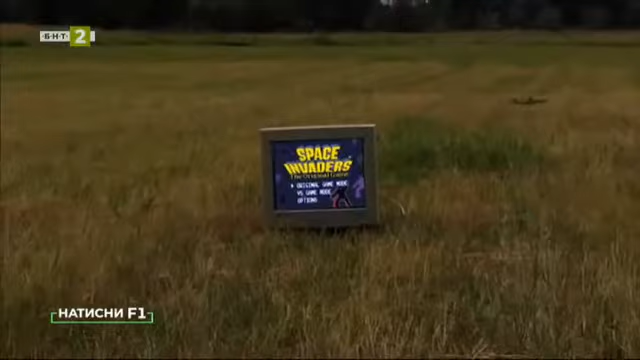 БНТ 2
SPACE
INVADERS
The Original Game
ORIGINAL GAME MODE
VS GAME MODE
OPTIONS
НАТИСНИ F1